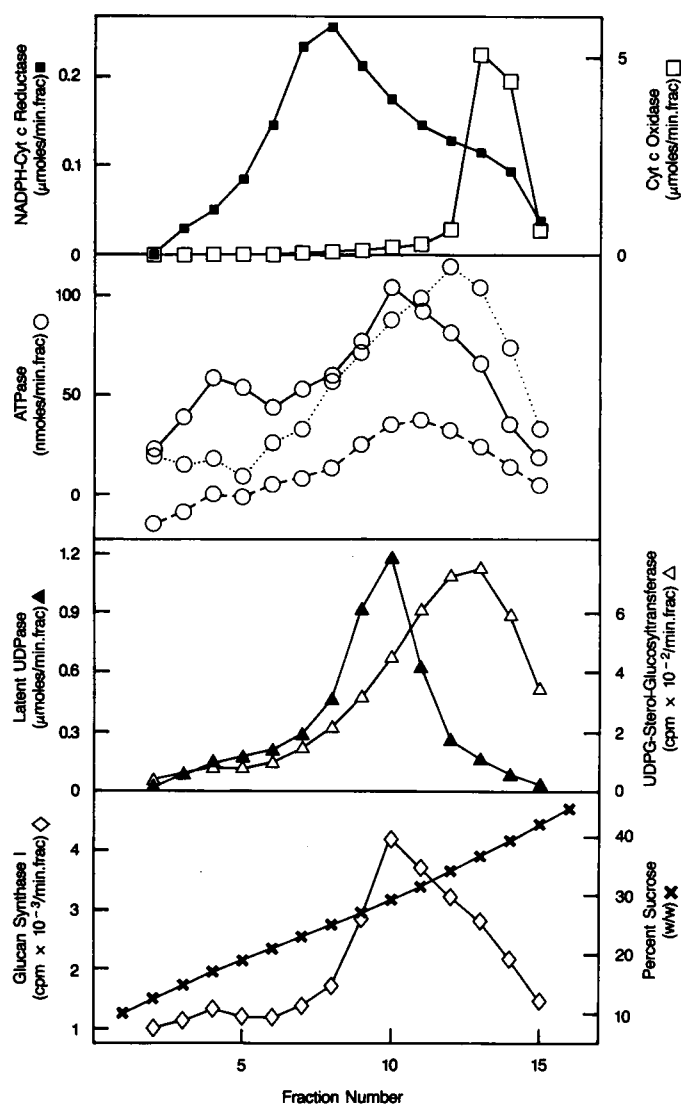 NADPH-Cyt c Reductase ■
(μmoles/min.frac)
0.2
0.1
0
5
0
Cyt c Oxidase □
(μmoles/min.frac)
ATPase ○
(nmoles/min.frac)
100
50
0
Latent UDPase ▲
(μmoles/min.frac)
1.2
0.9
0.6
0.3
0
6
4
2
0
UDPG-Sterol-Glucosyltransferase △
(cpm × 10⁻²/min.frac)
Glucan Synthase I ◇
(cpm × 10⁻³/min.frac)
4
3
2
1
40
30
20
10
Percent Sucrose
(w/w) ✖
5
10
15
Fraction Number